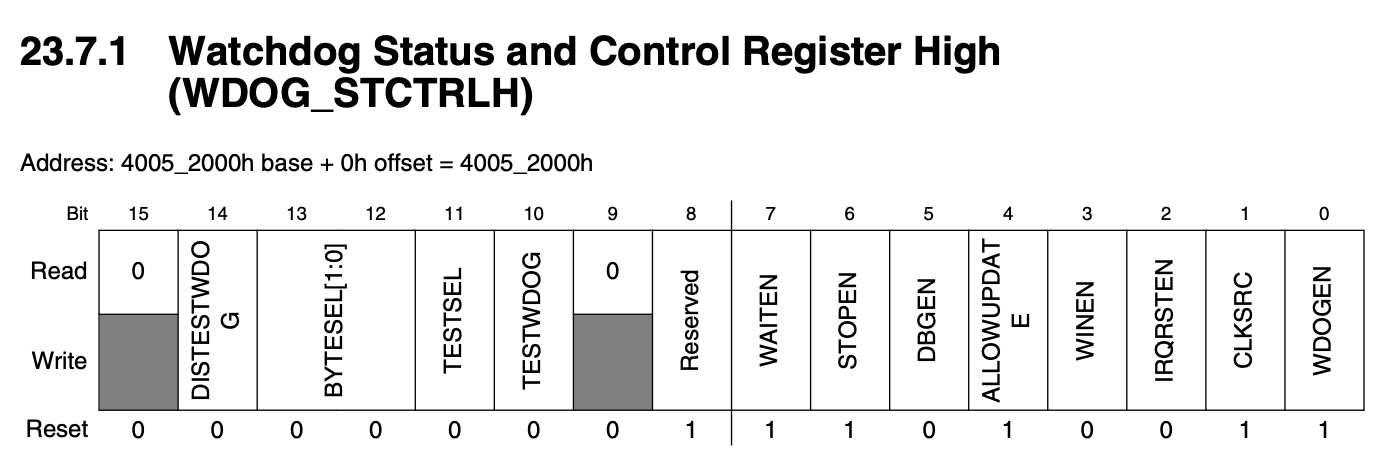 23.7.1 Watchdog Status and Control Register High
(WDOG_STCTRLH)
Address: 4005_2000h base + 0h offset = 4005_2000h
Bit 15 14 13 12 11 10 9 8 7 6 5 4 3 2 1 0
Read 0 0
DISTESTWDO
G
BYTESEL[1:0]
TESTSEL
TESTWDOG
Reserved
WAITEN
STOPEN
DBGEN
ALLOWUPDAT
E
WINEN
IRQRSTEN
CLKSRC
WDOGEN
Write
Reset 0 0 0 0 0 0 0 1 1 1 0 1 0 0 1 1